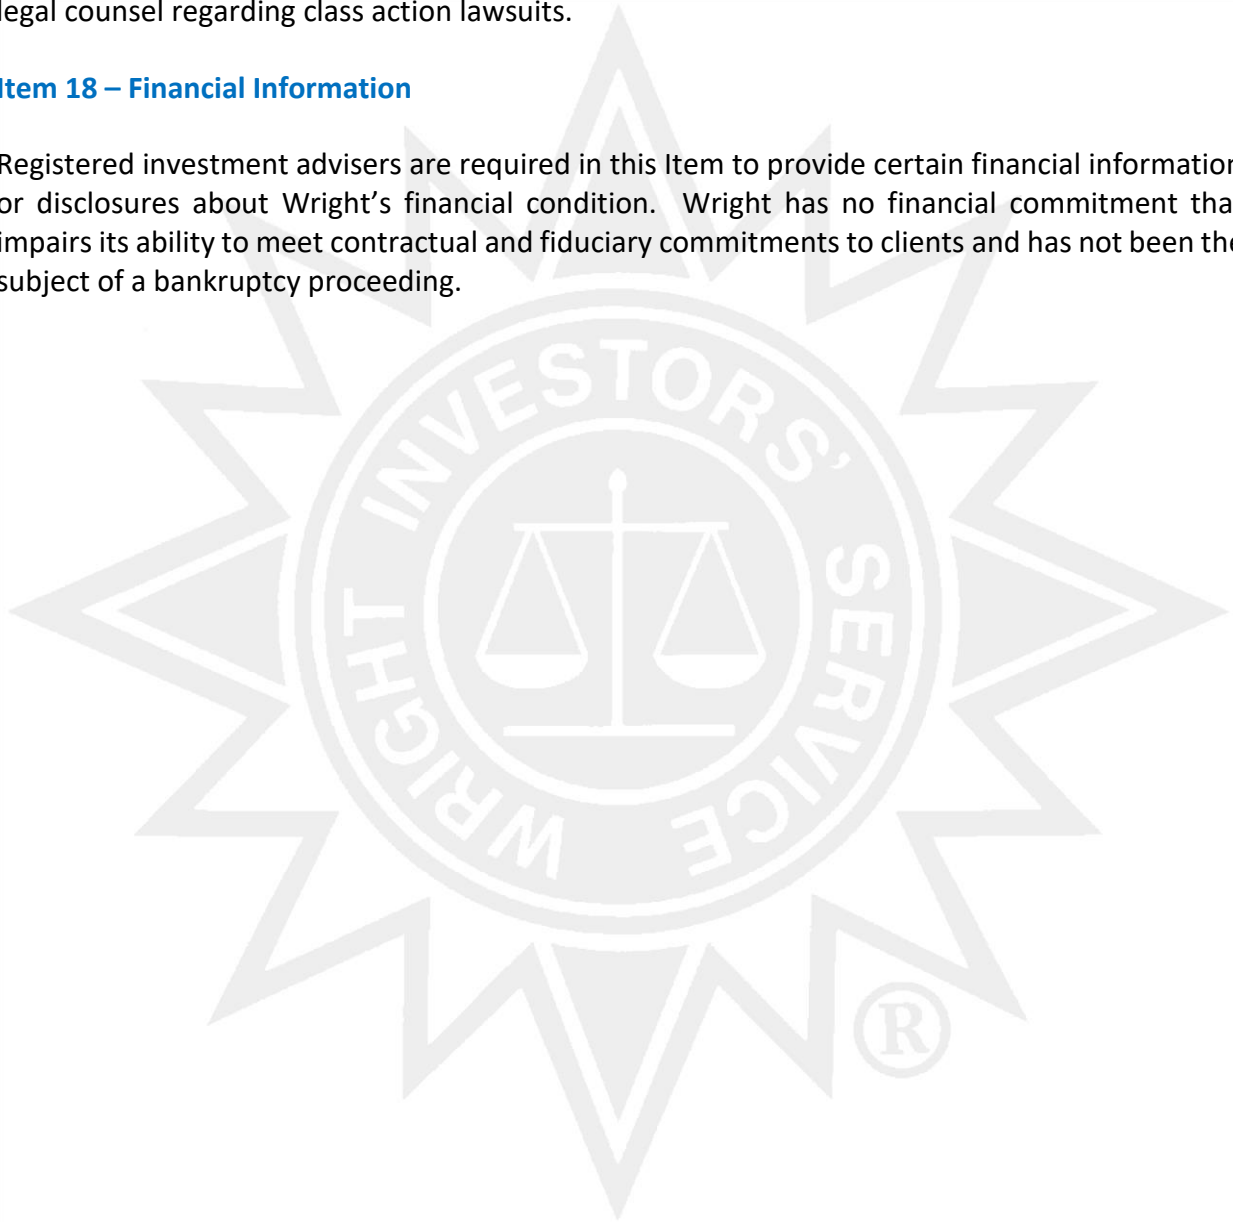 legal counsel regarding class action lawsuits.
Item 18 – Financial Information
Registered investment advisers are required in this Item to provide certain financial information
or disclosures about Wright’s financial condition. Wright has no financial commitment tha
impairs its ability to meet contractual and fiduciary commitments to clients and has not been the
subject of a bankruptcy proceeding.
WRIGHT INVESTORS’ SERVICE
®